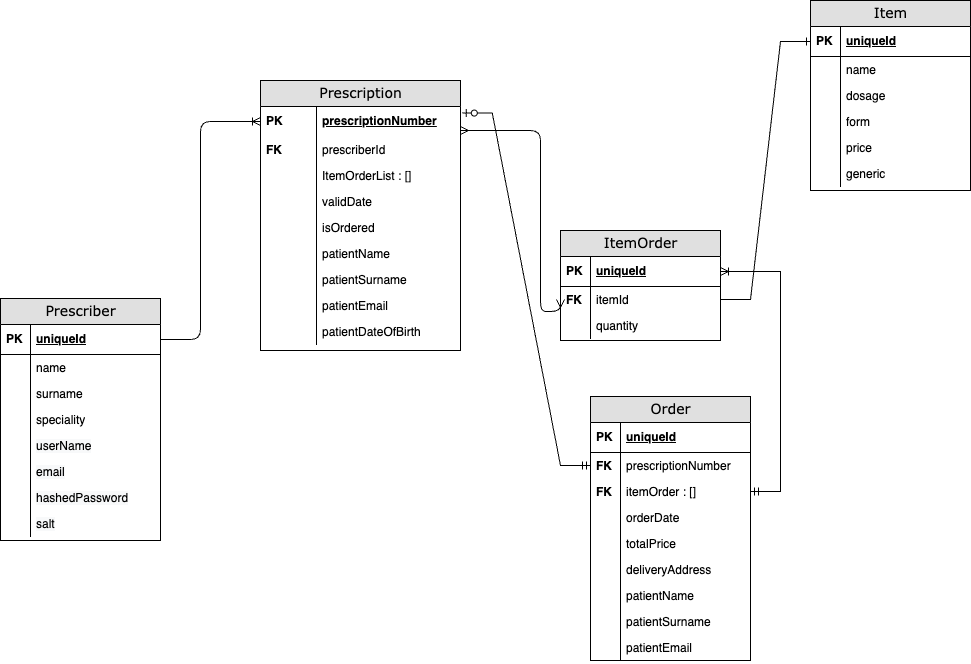 Item
PK uniqueId
name
dosage
form
price
generic
Prescription
PK prescriptionNumber
FK prescriberId
ItemOrderList : []
validDate
isOrdered
patientName
patientSurname
patientEmail
patientDateOfBirth
ItemOrder
PK uniqueId
FK itemId
quantity
Prescriber
PK uniqueId
name
surname
speciality
userName
email
hashedPassword
salt
Order
PK uniqueId
FK prescriptionNumber
FK itemOrder : []
orderDate
totalPrice
deliveryAddress
patientName
patientSurname
patientEmail